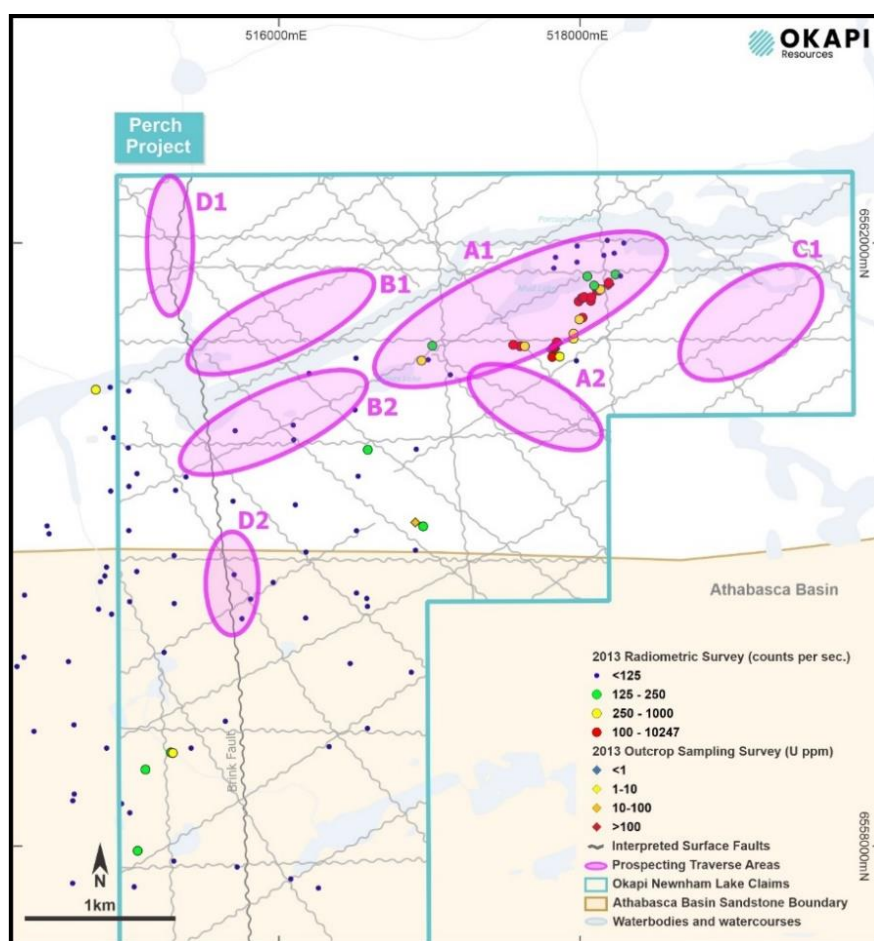 516000mE
518000mE
OKAPI
Resources
Perch
Project
D1
A1
6562000mN
C1
B1
A2
B2
D2
Athabasca Basin
2013 Radiometric Survey (counts per sec.)
<125
125 - 250
250 - 1000
100 - 10247
2013 Outcrop Sampling Survey (U ppm)
<1
1-10
10-100
>100
Brink Fault
Interpreted Surface Faults
Prospecting Traverse Areas
Okapi Newnham Lake Claims
Athabasca Basin Sandstone Boundary
Waterbodies and watercourses
6558000mN
N
1km